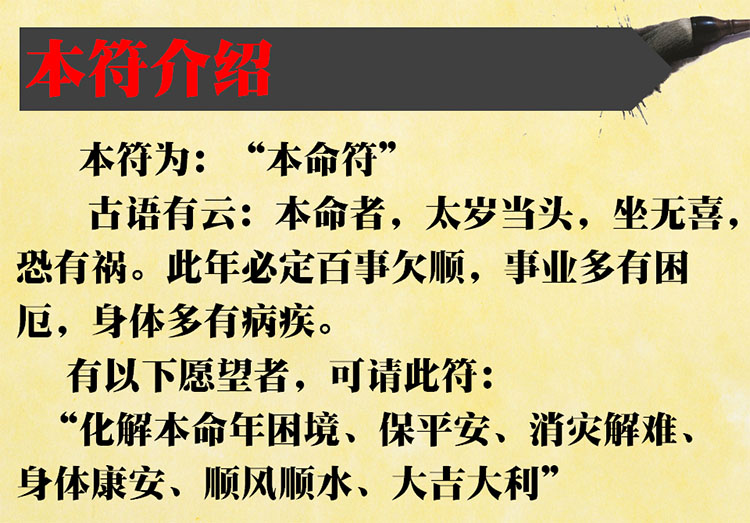 本符介绍
本符为：“本命符”
古语有云：本命者，太岁当头，坐无喜，
恐有祸。此年必定百事欠顺，事业多有困
厄，身体多有病疾。
有以下愿望者，可请此符：
“化解本命年困境、保平安、消灾解难、
身体康安、顺风顺水、大吉大利”